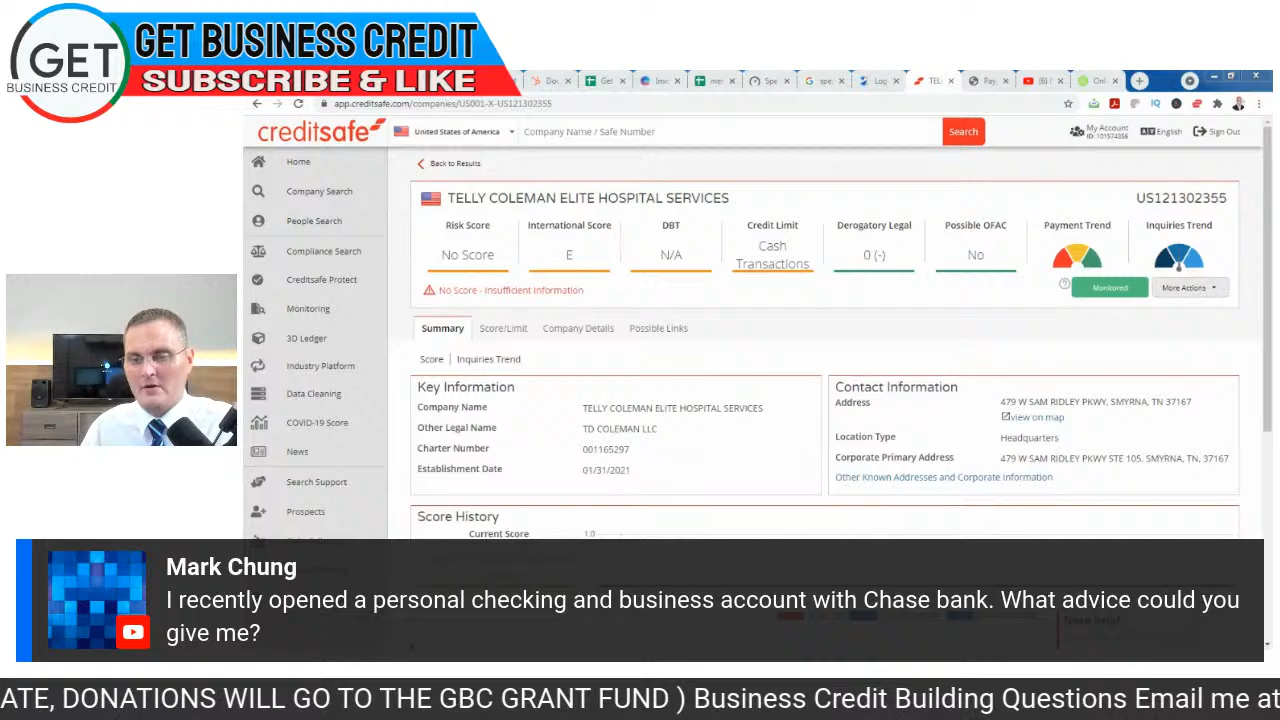 GET BUSINESS CREDIT
SUBSCRIBE & LIKE
GET
BUSINESS CREDIT
app.creditsafe.com/companies/US001-X-US121302355
creditsafe
United States of America
Company Name / Safe Number
Search
My Account
ID: 101574356
English
Sign Out
Home
Company Search
People Search
Compliance Search
Creditsafe Protect
Monitoring
3D Ledger
Industry Platform
Data Cleaning
COVID-19 Score
News
Search Support
Prospects
Back to Results
TELLY COLEMAN ELITE HOSPITAL SERVICES
US121302355
Risk Score
International Score
DBT
Credit Limit
Derogatory Legal
Possible OFAC
Payment Trend
Inquiries Trend
No Score
E
N/A
Cash
Transactions
0 (-)
No
No Score - Insufficient Information
Monitored
More Actions
Summary
Score/Limit
Company Details
Possible Links
Score | Inquiries Trend
Key Information
Company Name TELLY COLEMAN ELITE HOSPITAL SERVICES
Other Legal Name TD COLEMAN LLC
Charter Number 001165297
Establishment Date 01/31/2021
Contact Information
Address 479 W SAM RIDLEY PKWY, SMYRNA, TN 37167
view on map
Location Type Headquarters
Corporate Primary Address 479 W SAM RIDLEY PKWY STE 105, SMYRNA, TN, 37167
Other Known Addresses and Corporate Information
Score History
Current Score 1.0
Mark Chung
I recently opened a personal checking and business account with Chase bank. What advice could you
give me?
ATE, DONATIONS WILL GO TO THE GBC GRANT FUND ) Business Credit Building Questions Email me at